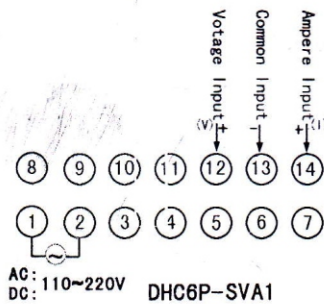 Votage Input
Common Input
Ampere Input
(V) +
-
+ (I)
8 9 10 11 12 13 14
1 2 3 4 5 6 7
~
AC: 110~220V
DC:
DHC6P-SVA1